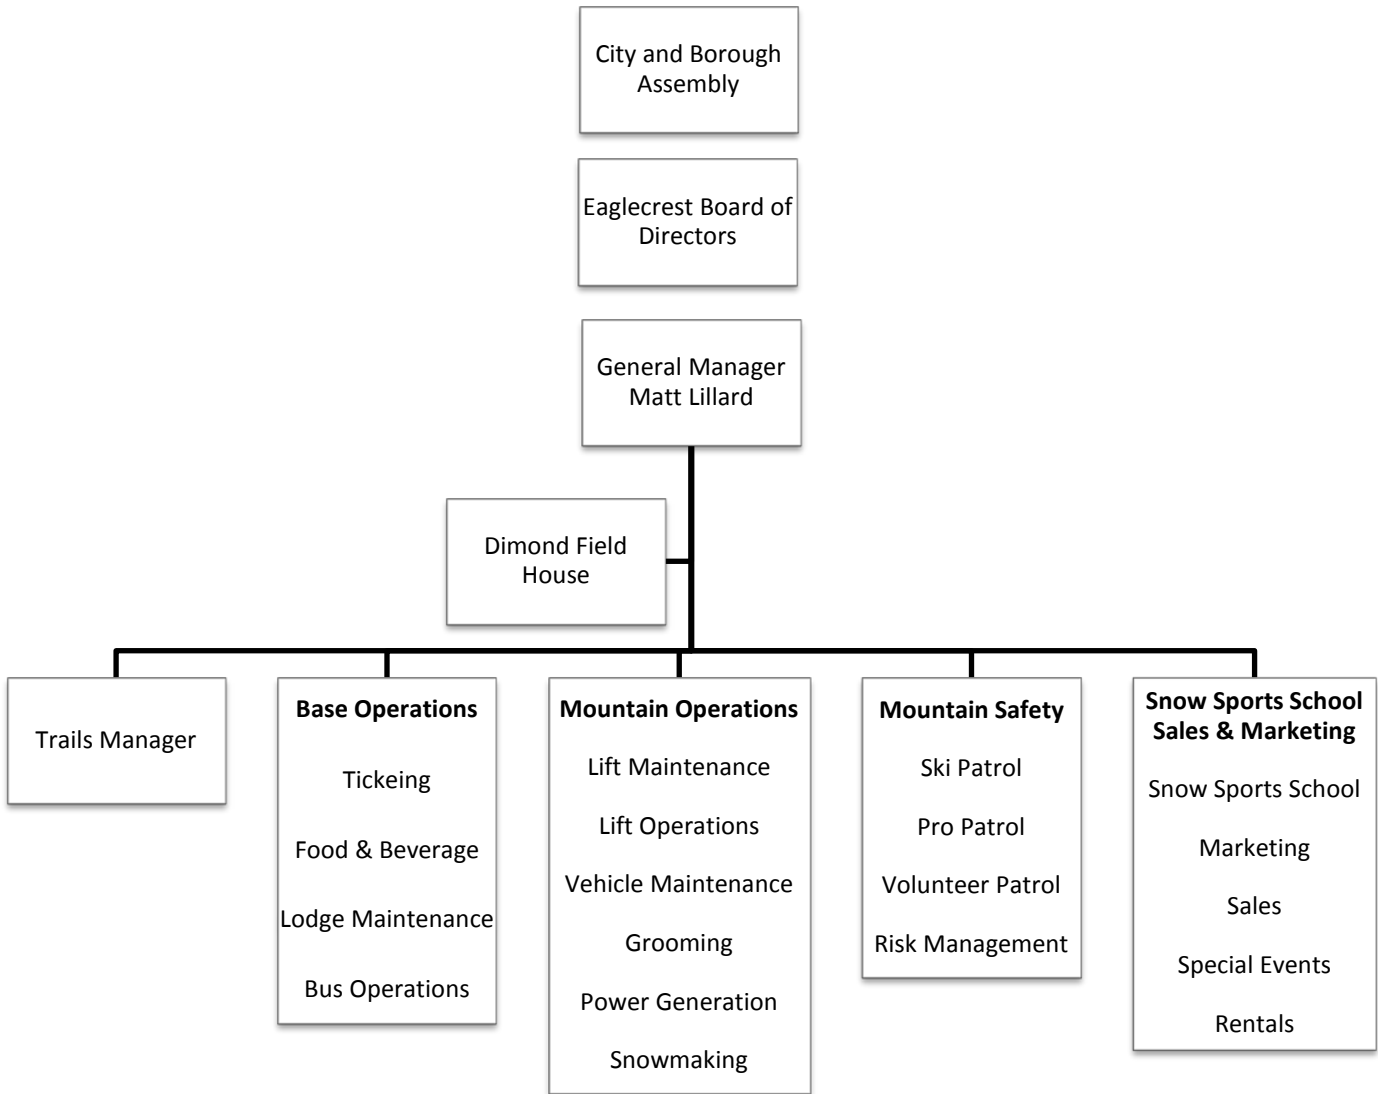 City and Borough
Assembly
Eaglecrest Board of
Directors
General Manager
Matt Lillard
Dimond Field
House
Trails Manager
Base Operations
Tickeing
Food & Beverage
Lodge Maintenance
Bus Operations
Mountain Operations
Lift Maintenance
Lift Operations
Vehicle Maintenance
Grooming
Power Generation
Snowmaking
Mountain Safety
Ski Patrol
Pro Patrol
Volunteer Patrol
Risk Management
Snow Sports School
Sales & Marketing
Snow Sports School
Marketing
Sales
Special Events
Rentals